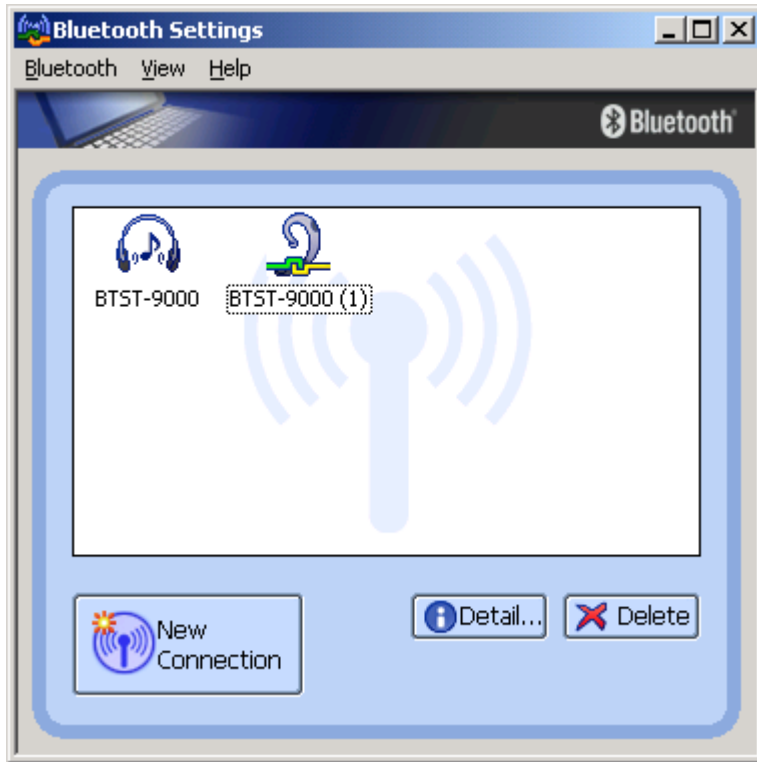 Bluetooth Settings
Bluetooth View Help
Bluetooth
BTST-9000 BTST-9000 (1)
New
Connection
Detail...
Delete